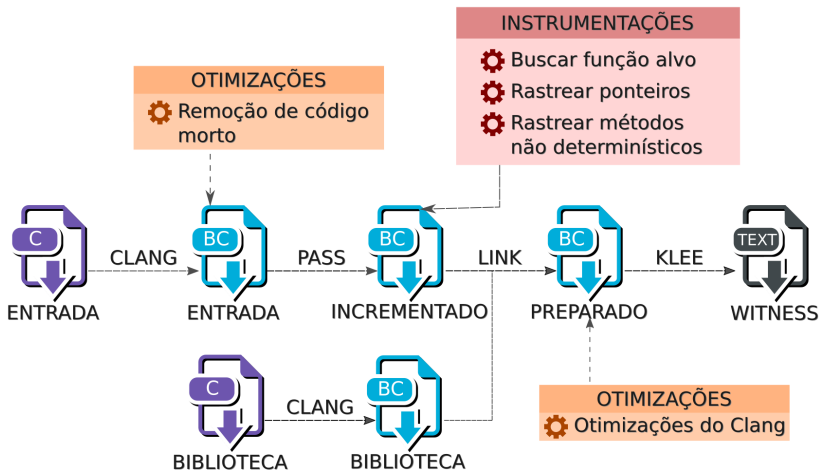 INSTRUMENTAÇÕES
Buscar função alvo
Rastrear ponteiros
Rastrear métodos
não determinísticos
OTIMIZAÇÕES
Remoção de código
morto
C
CLANG
BC
PASS
BC
LINK
BC
KLEE
TEXT
ENTRADA
ENTRADA
INCREMENTADO
PREPARADO
WITNESS
C
CLANG
BC
BIBLIOTECA
BIBLIOTECA
OTIMIZAÇÕES
Otimizações do Clang